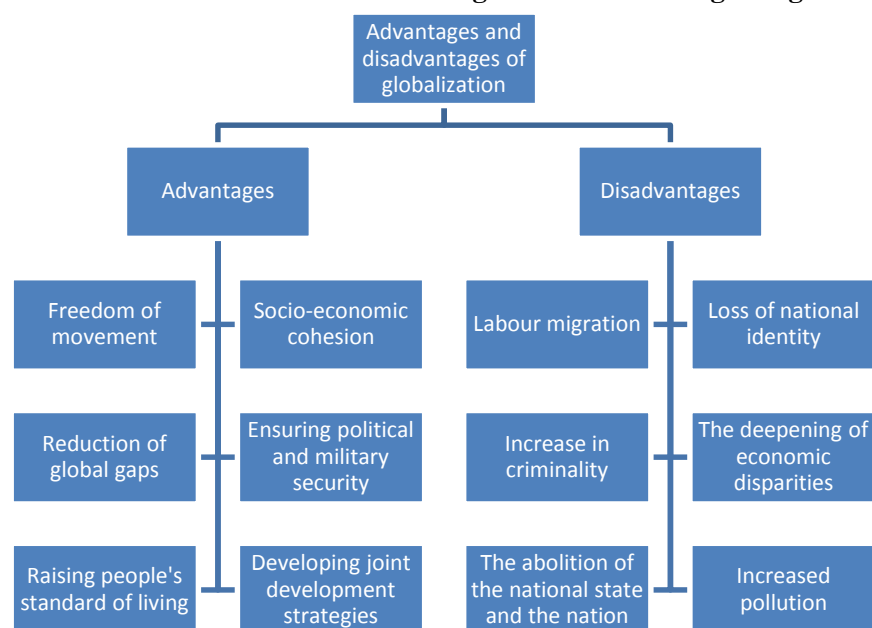 Advantages and
disadvantages of
globalization
Advantages
Disadvantages
Freedom of
movement
Socio-economic
cohesion
Labour migration
Loss of national
identity
Reduction of
global gaps
Ensuring political
and military
security
Increase in
criminality
The deepening of
economic
disparities
Raising people's
standard of living
Developing joint
development
strategies
The abolition of
the national state
and the nation
Increased
pollution